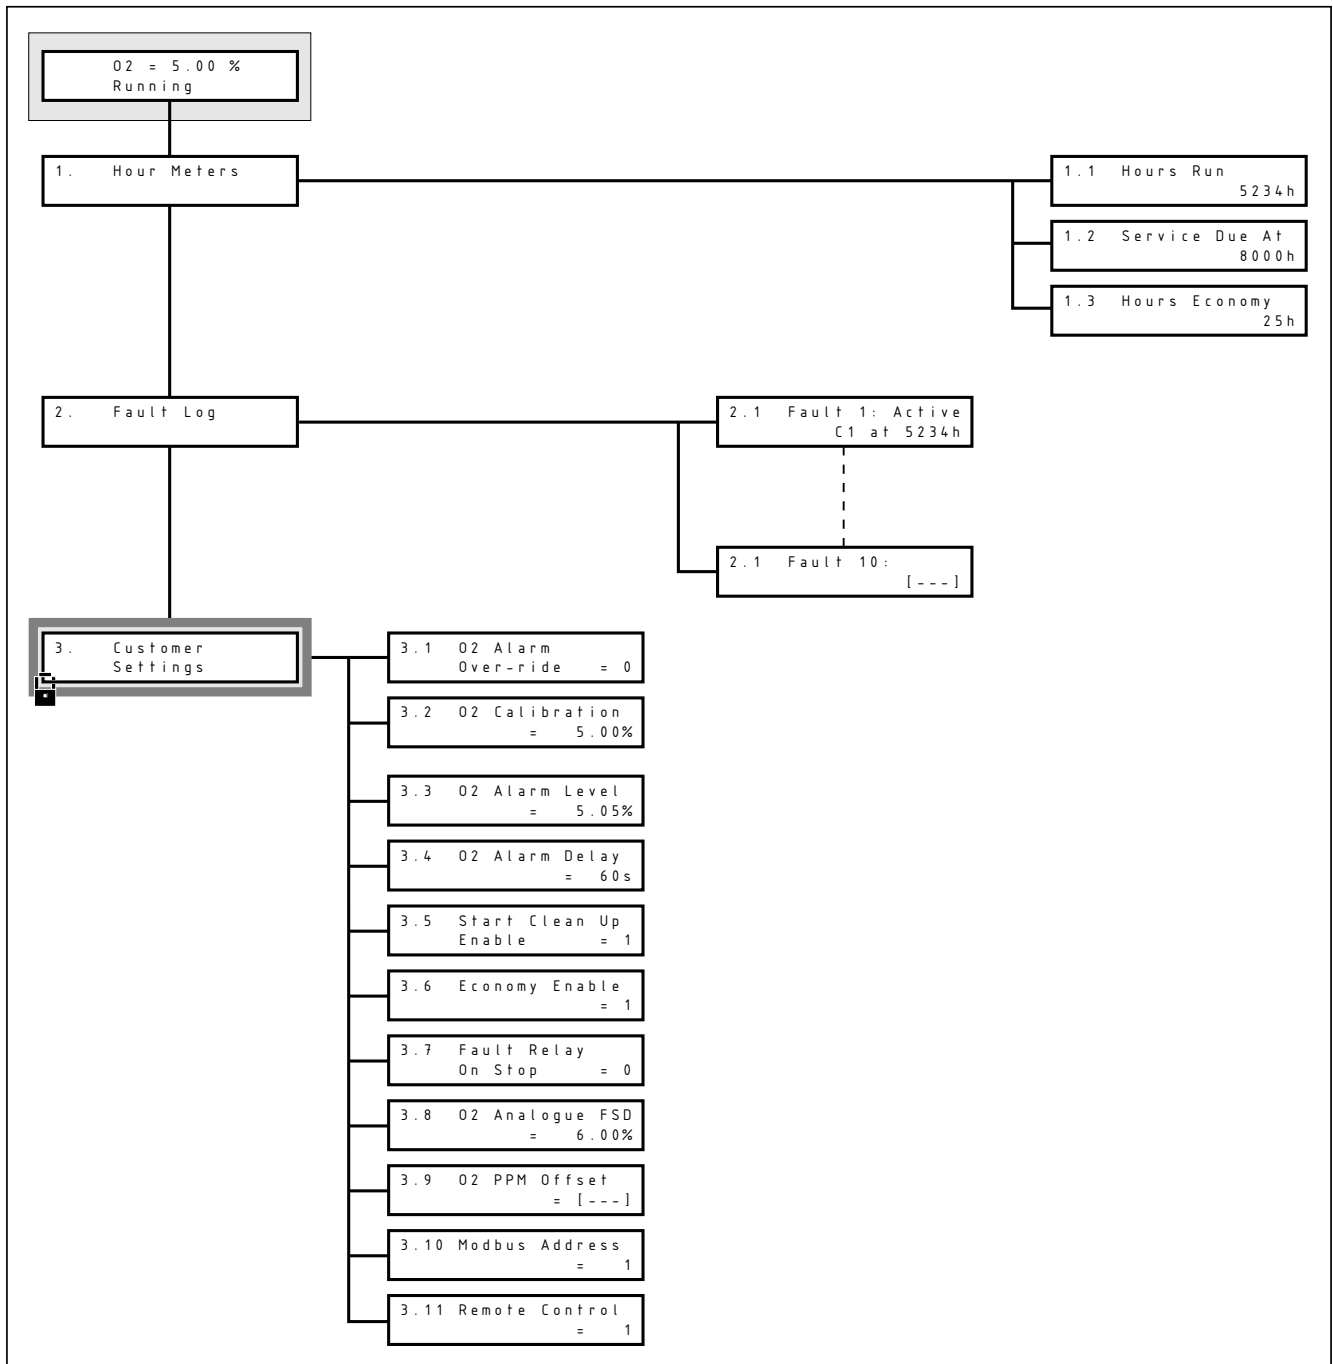 O2 = 5.00 %
Running
1. Hour Meters
1.1 Hours Run
5234h
1.2 Service Due At
8000h
1.3 Hours Economy
25h
2. Fault Log
2.1 Fault 1: Active
C1 at 5234h
2.1 Fault 10:
[---]
3. Customer
Settings
3.1 O2 Alarm
Over-ride = 0
3.2 O2 Calibration
= 5.00%
3.3 O2 Alarm Level
= 5.05%
3.4 O2 Alarm Delay
= 60s
3.5 Start Clean Up
Enable = 1
3.6 Economy Enable
= 1
3.7 Fault Relay
On Stop = 0
3.8 O2 Analogue FSD
= 6.00%
3.9 O2 PPM Offset
= [---]
3.10 Modbus Address
= 1
3.11 Remote Control
= 1